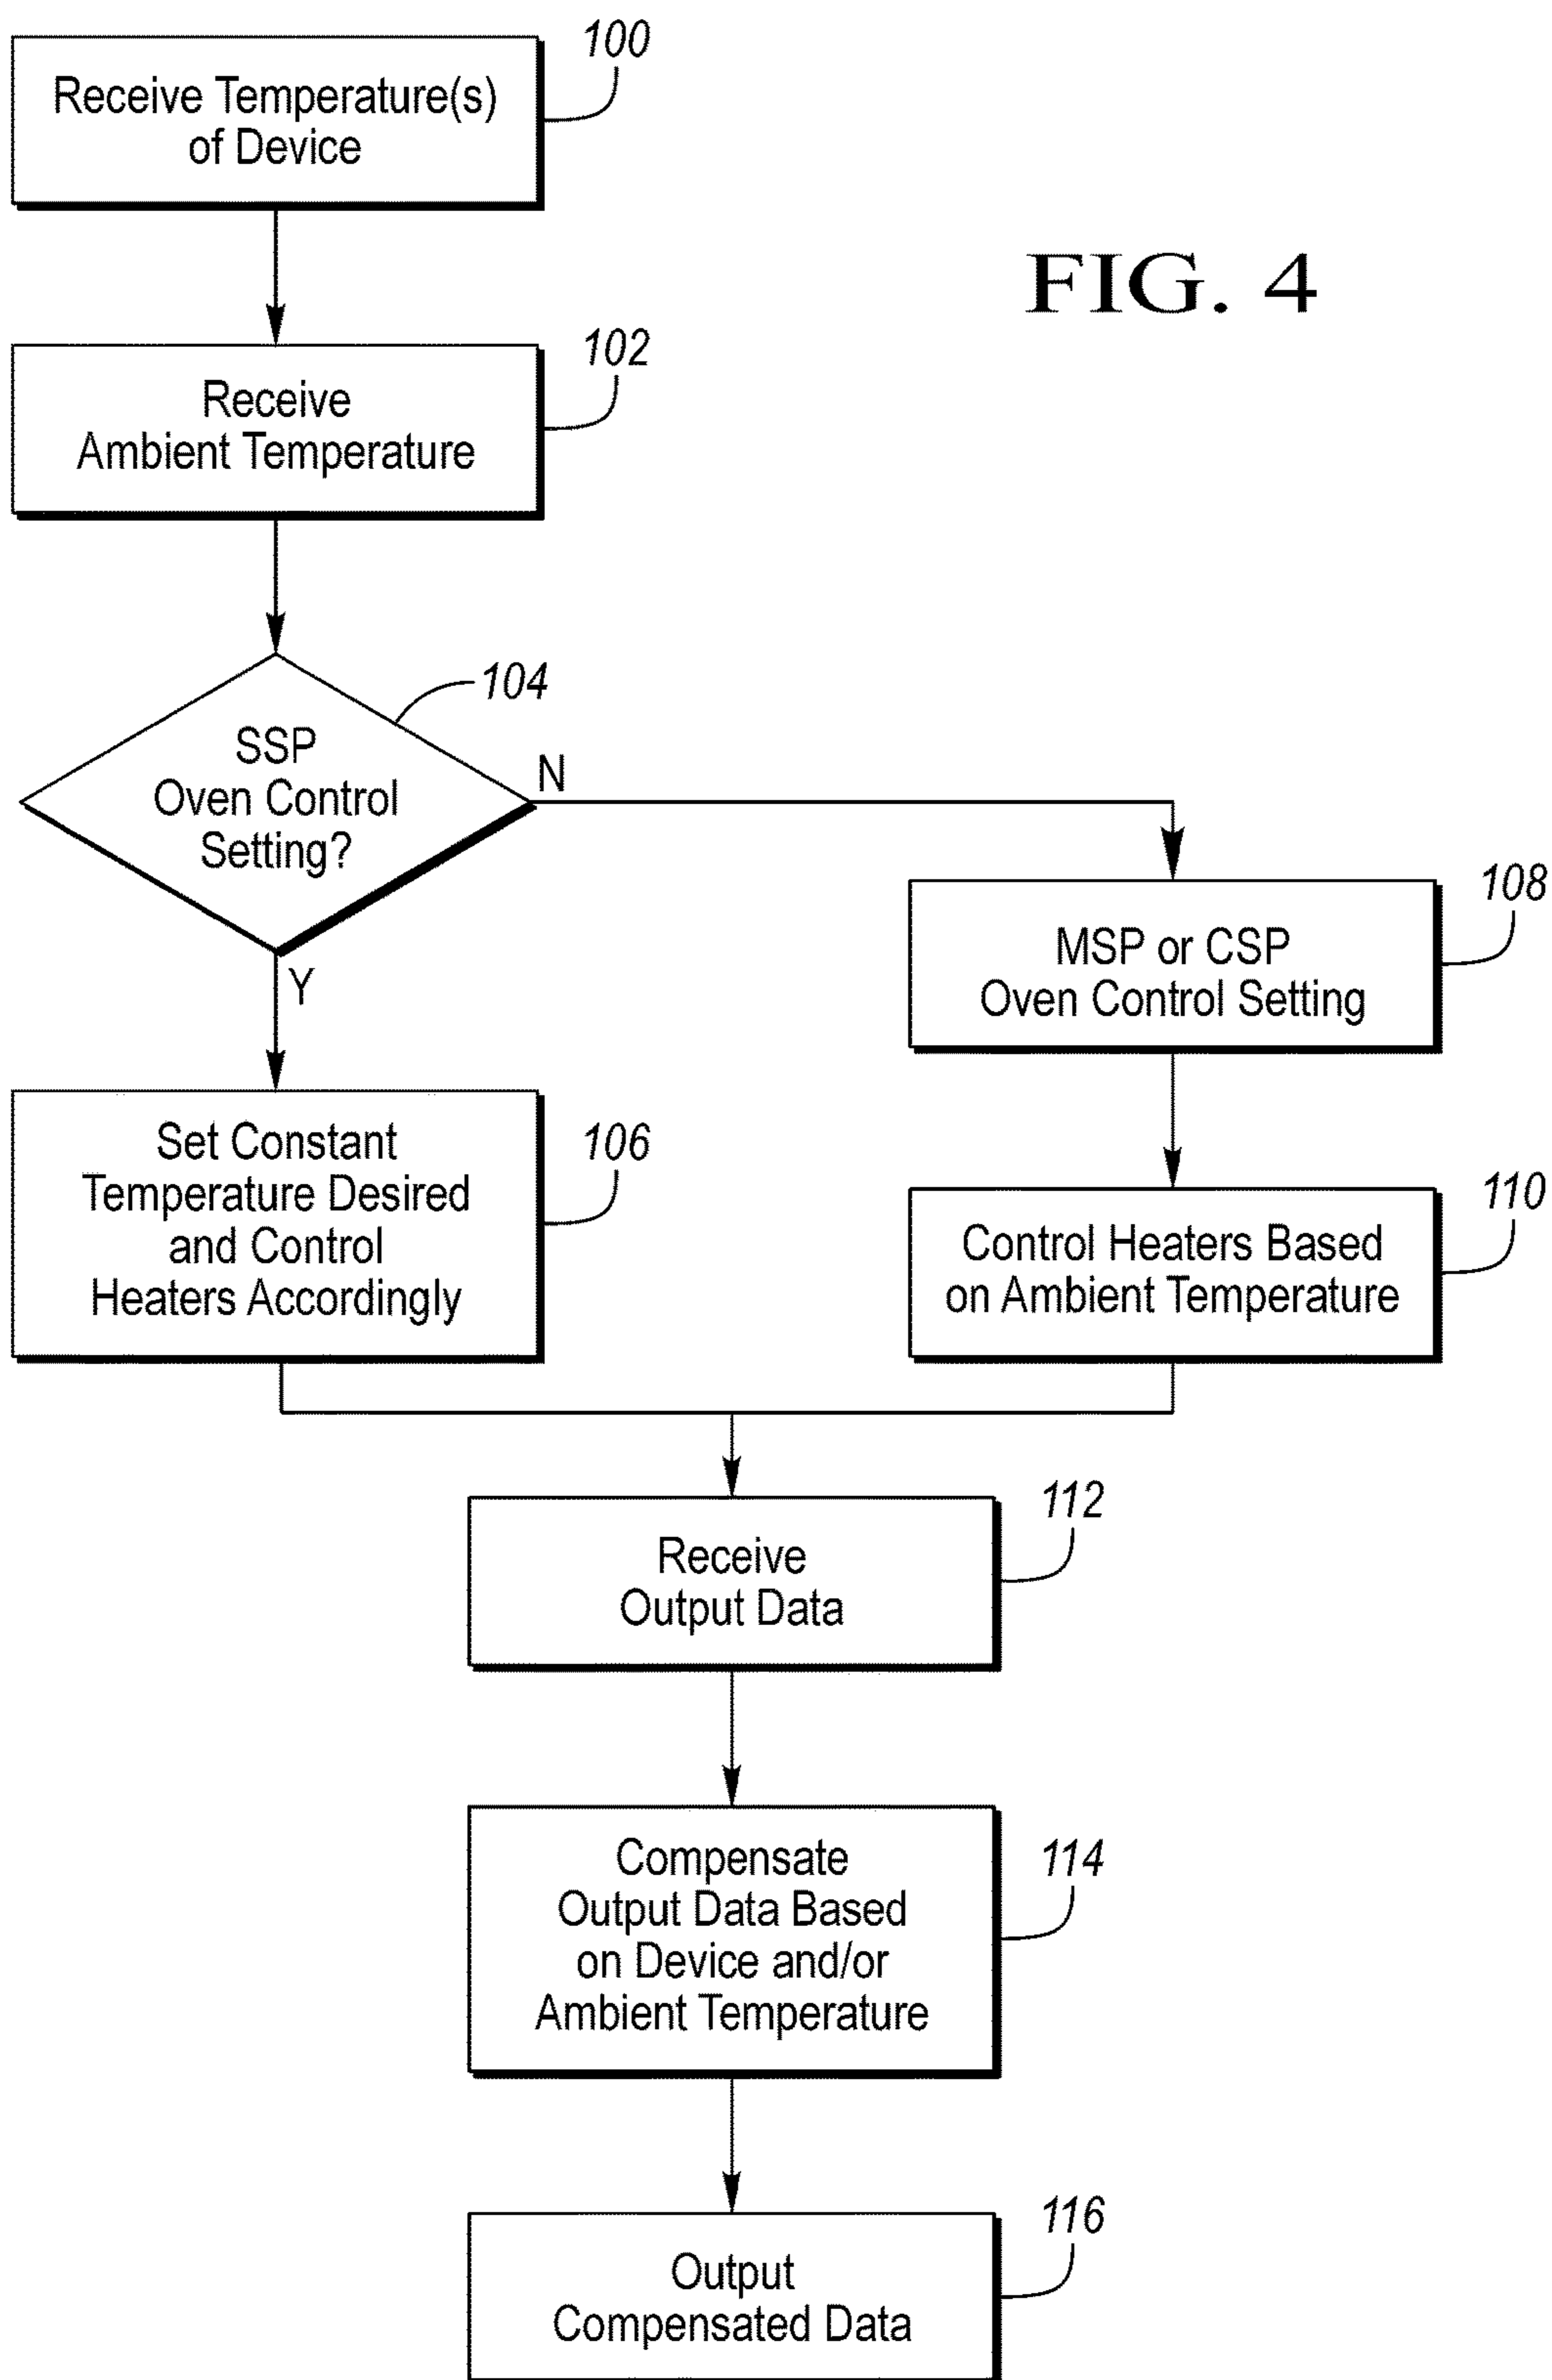 100
Receive Temperature(s)
of Device
FIG. 4
102
Receive
Ambient Temperature
104
SSP
Oven Control
Setting?
N
Y
108
MSP or CSP
Oven Control Setting
106
Set Constant
Temperature Desired
and Control
Heaters Accordingly
110
Control Heaters Based
on Ambient Temperature
112
Receive
Output Data
114
Compensate
Output Data Based
on Device and/or
Ambient Temperature
116
Output
Compensated Data